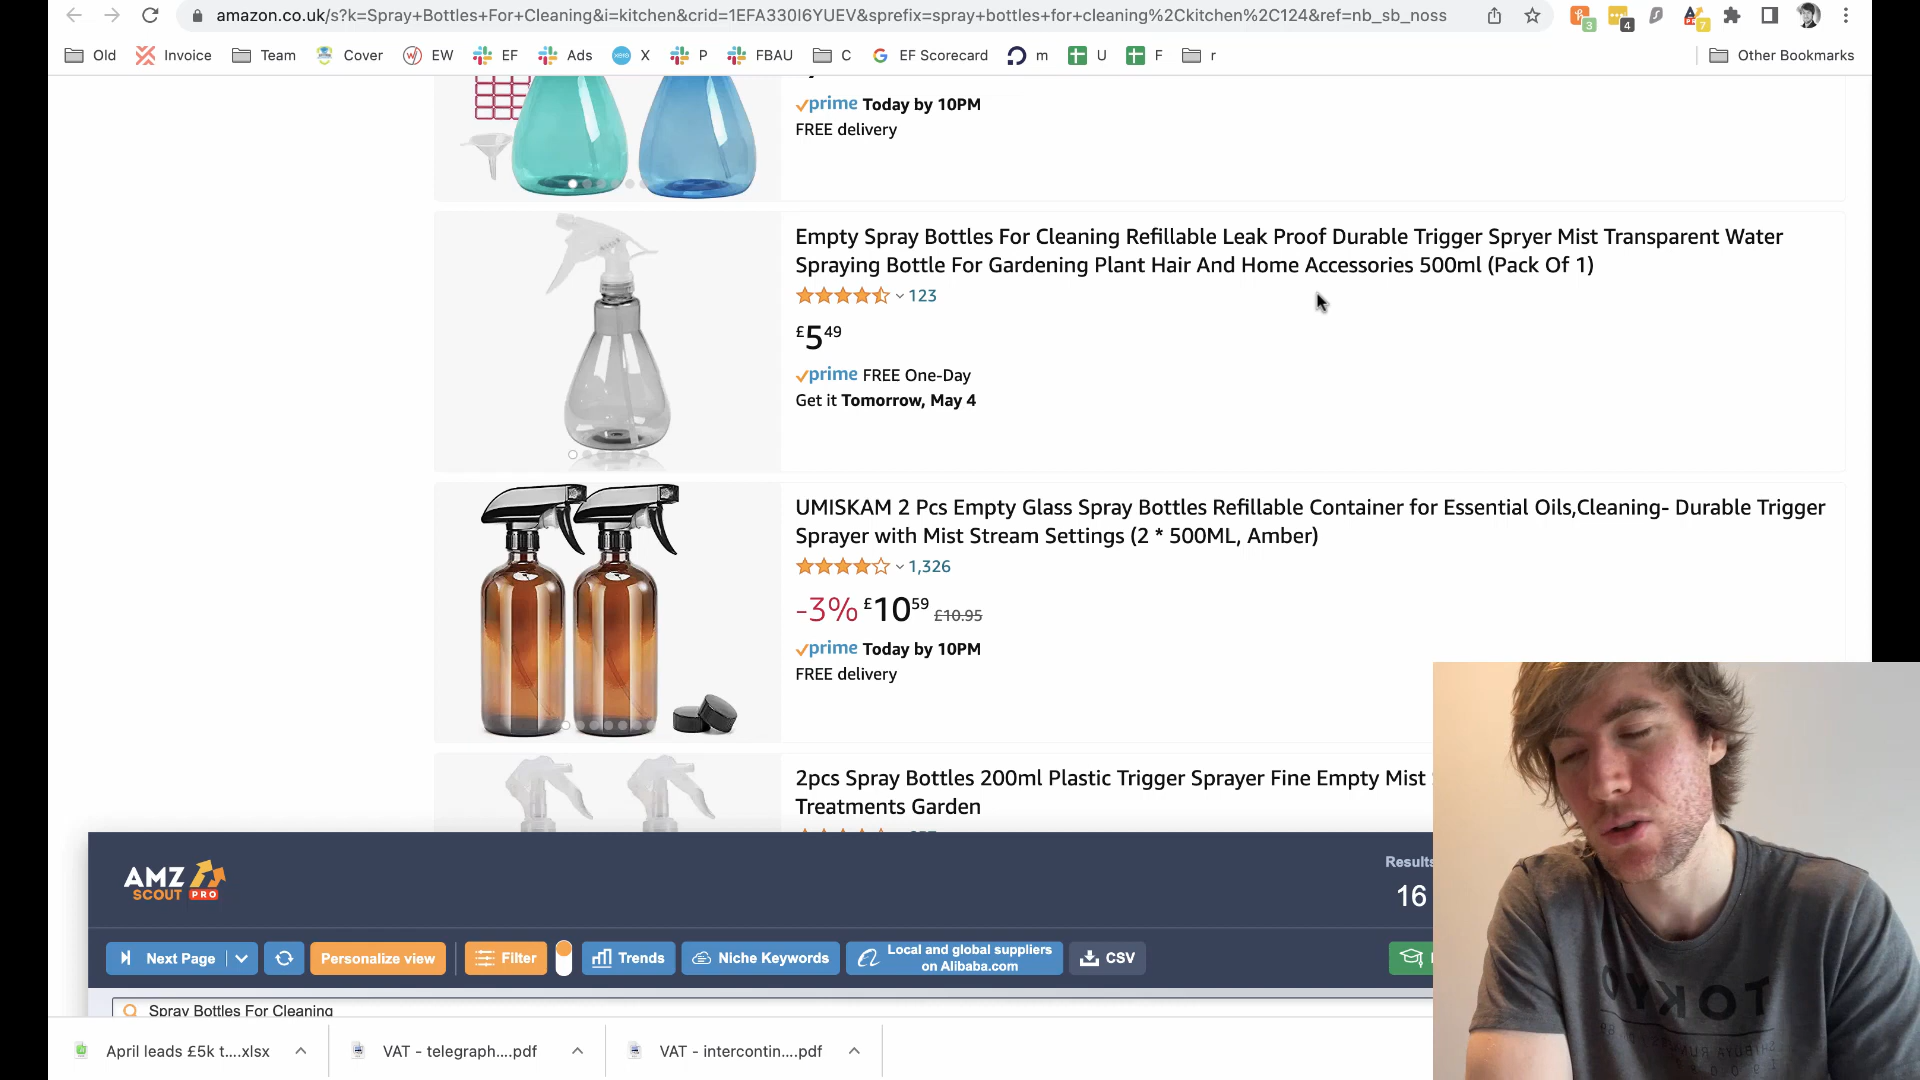 amazon.co.uk/s?k=Spray+Bottles+For+Cleaning&i=kitchen&crid=1EFA330I6YUEV&sprefix=spray+bottles+for+cleaning%2Ckitchen%2C124&ref=nb_sb_noss
3
4
7
Old Invoice Team Cover EW EF Ads X P FBAU C EF Scorecard m U F r Other Bookmarks
prime Today by 10PM
FREE delivery
Empty Spray Bottles For Cleaning Refillable Leak Proof Durable Trigger Spryer Mist Transparent Water
Spraying Bottle For Gardening Plant Hair And Home Accessories 500ml (Pack Of 1)
123
£5 49
prime FREE One-Day
Get it Tomorrow, May 4
UMISKAM 2 Pcs Empty Glass Spray Bottles Refillable Container for Essential Oils,Cleaning- Durable Trigger
Sprayer with Mist Stream Settings (2 * 500ML, Amber)
1,326
-3% £10 59 £10.95
prime Today by 10PM
FREE delivery
2pcs Spray Bottles 200ml Plastic Trigger Sprayer Fine Empty Mist
Treatments Garden
AMZ
SCOUT PRO
Results
16
Next Page
Personalize view
Filter
Trends
Niche Keywords
Local and global suppliers
on Alibaba.com
CSV
Spray Bottles For Cleaning
April leads £5k t....xlsx
VAT - telegraph....pdf
VAT - intercontin....pdf
TOKYO